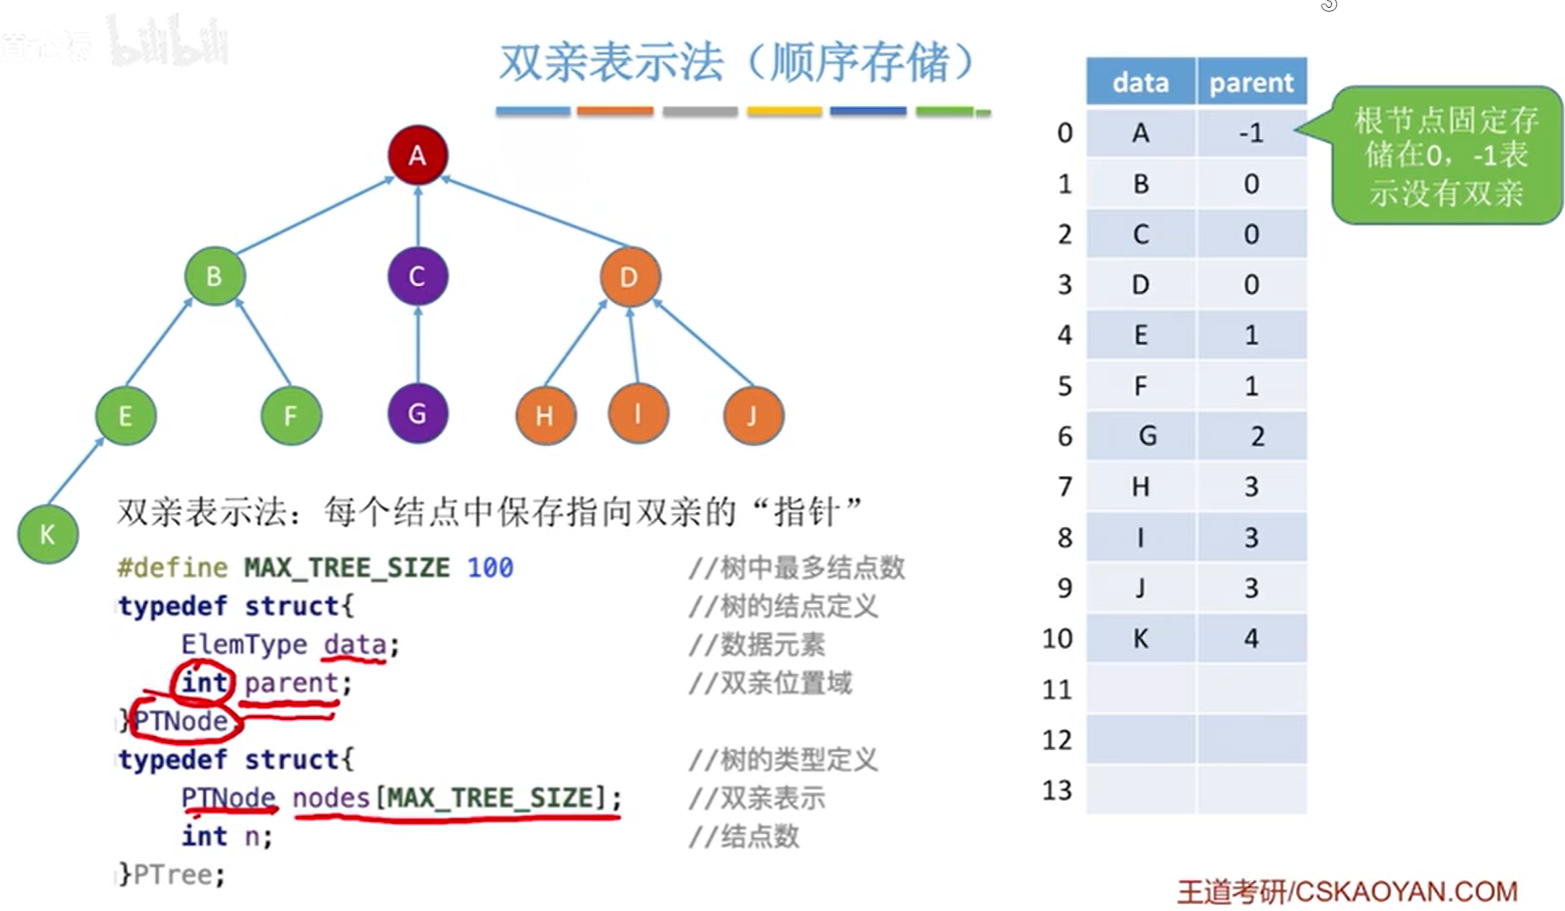 bilibili
双亲表示法（顺序存储）
A
B
C
D
E
F
G
H
I
J
K
双亲表示法：每个结点中保存指向双亲的“指针”
#define MAX_TREE_SIZE 100 //树中最多结点数
typedef struct{ //树的结点定义
ElemType data; //数据元素
int parent; //双亲位置域
}PTNode
typedef struct{ //树的类型定义
PTNode nodes[MAX_TREE_SIZE]; //双亲表示
int n; //结点数
}PTree;
data parent
0 A -1
1 B 0
2 C 0
3 D 0
4 E 1
5 F 1
6 G 2
7 H 3
8 I 3
9 J 3
10 K 4
11
12
13
根节点固定存
储在0，-1表
示没有双亲
王道考研/CSKAOYAN.COM